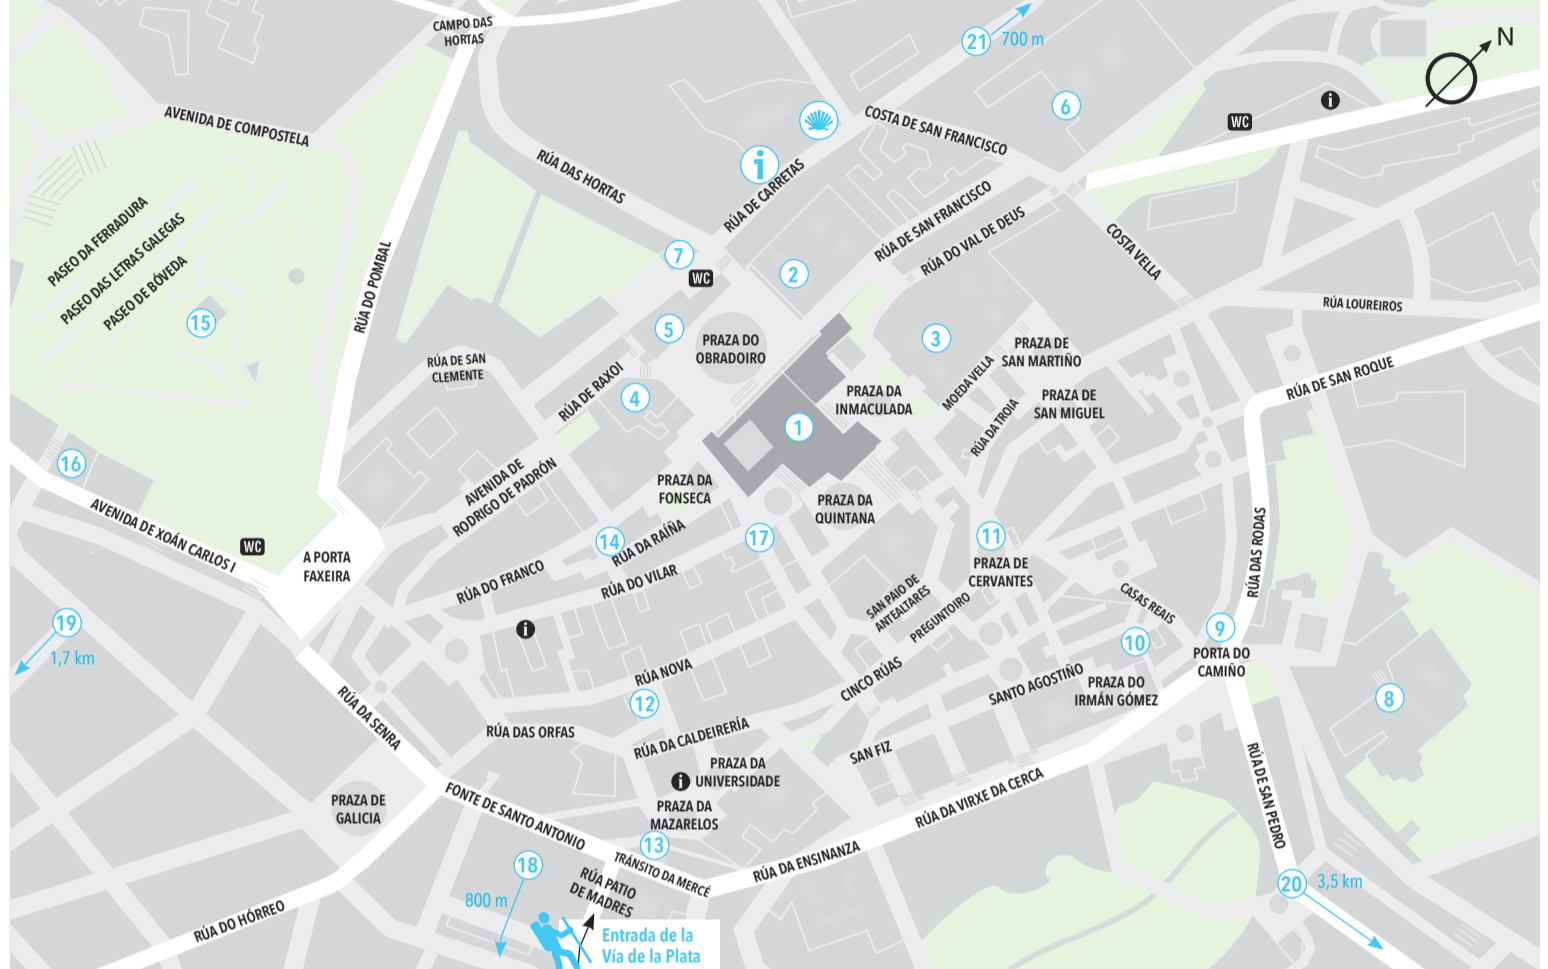 CAMPO DAS
HORTAS
21
700 m
N
6
WC
i
AVENIDA DE COMPOSTELA
COSTA DE SAN FRANCISCO
i
RÚA DAS HORTAS
RÚA DE CARRETAS
PASEO DA FERRADURA
PASEO DAS LETRAS GALEGAS
PASEO DE BÓVEDA
RÚA DE SAN FRANCISCO
RÚA DO VAL DE DEUS
COSTA VELLA
7
WC
2
RÚA DO POMBAL
15
5
PRAZA DO
OBRADOIRO
3
RÚA LOUREIROS
RÚA DE SAN
CLEMENTE
RÚA DE RAXOI
4
PRAZA DE
SAN MARTIÑO
MOEDA VELLA
PRAZA DA
INMACULADA
PRAZA DE
SAN MIGUEL
RÚA DE SAN ROQUE
RÚA DA TROIA
1
16
AVENIDA DE
RODRIGO DE PADRÓN
PRAZA DA
FONSECA
PRAZA DA
QUINTANA
AVENIDA DE XOÁN CARLOS I
WC
A PORTA
FAXEIRA
14
RÚA DA RAÍÑA
17
11
PRAZA DE
CERVANTES
RÚA DAS RODAS
RÚA DO FRANCO
RÚA DO VILAR
SAN PAIO DE
ANTEALTARES
PREGUNTOIRO
CASAS REAIS
19
1,7 km
i
10
9
PORTA DO
CAMIÑO
RÚA NOVA
CINCO RÚAS
SANTO AGOSTIÑO
PRAZA DO
IRMÁN GÓMEZ
8
12
RÚA DA SENRA
RÚA DAS ORFAS
RÚA DA CALDEIRERÍA
SAN FIZ
i
PRAZA DA
UNIVERSIDADE
RÚA DE SAN PEDRO
PRAZA DE
GALICIA
FONTE DE SANTO ANTONIO
PRAZA DA
MAZARELOS
RÚA DA VIRXE DA CERCA
13
TRÁNSITO DA MERCÉ
RÚA DA ENSINANZA
18
800 m
RÚA PATIO
DE MADRES
20
3,5 km
RÚA DO HÓRREO
Entrada de la
Vía de la Plata